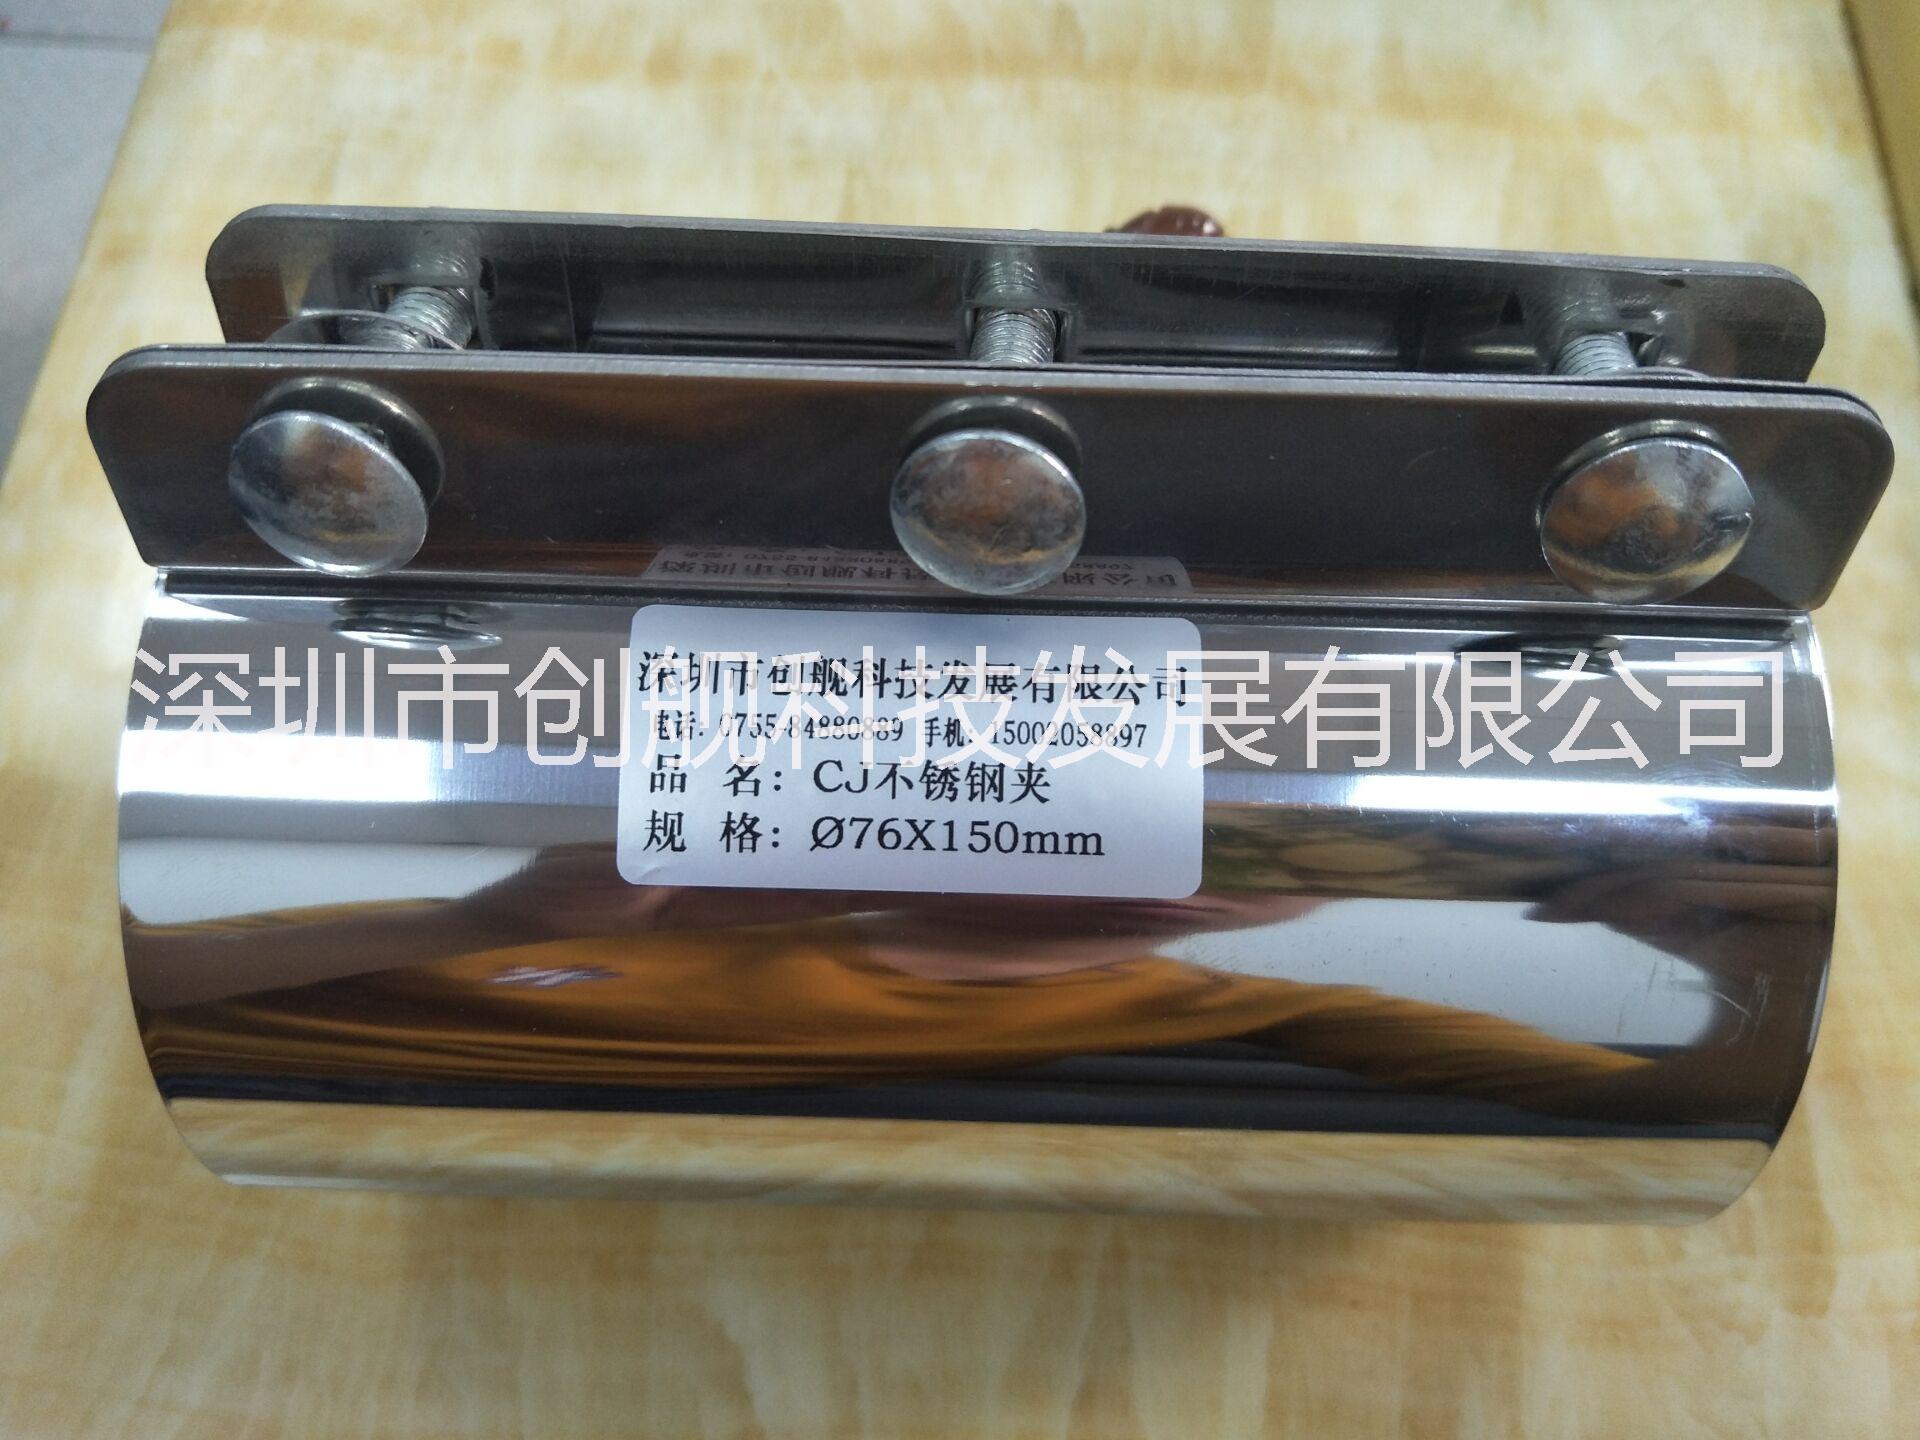 深圳市创舰科技发展有限公司
深圳市创舰科技发展有限公司
电话：0755-84880889 手机：15002058897
品 名：CJ不锈钢夹
规 格：Ø76X150mm